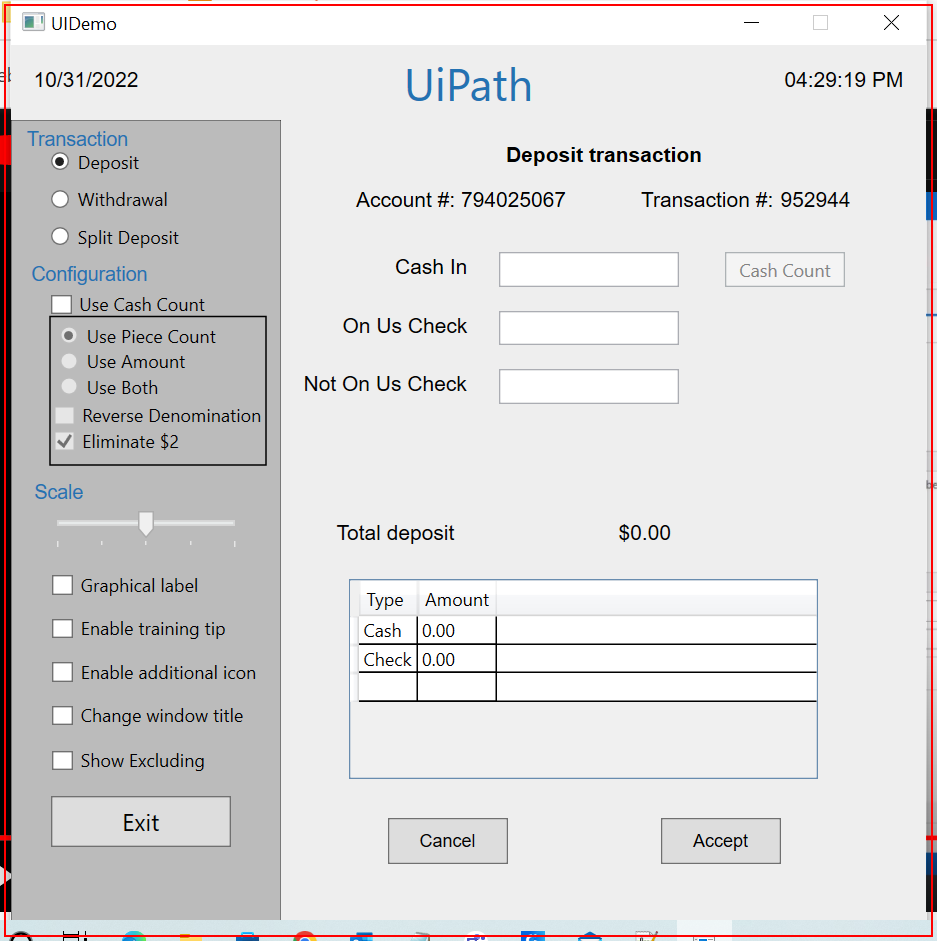 UIDemo
10/31/2022
UiPath
04:29:19 PM
Transaction
Deposit
Withdrawal
Split Deposit
Configuration
Use Cash Count
Use Piece Count
Use Amount
Use Both
Reverse Denomination
Eliminate $2
Scale
Graphical label
Enable training tip
Enable additional icon
Change window title
Show Excluding
Exit
Deposit transaction
Account #: 794025067 Transaction #: 952944
Cash In
Cash Count
On Us Check
Not On Us Check
Total deposit $0.00
Type Amount
Cash 0.00
Check 0.00
Cancel
Accept